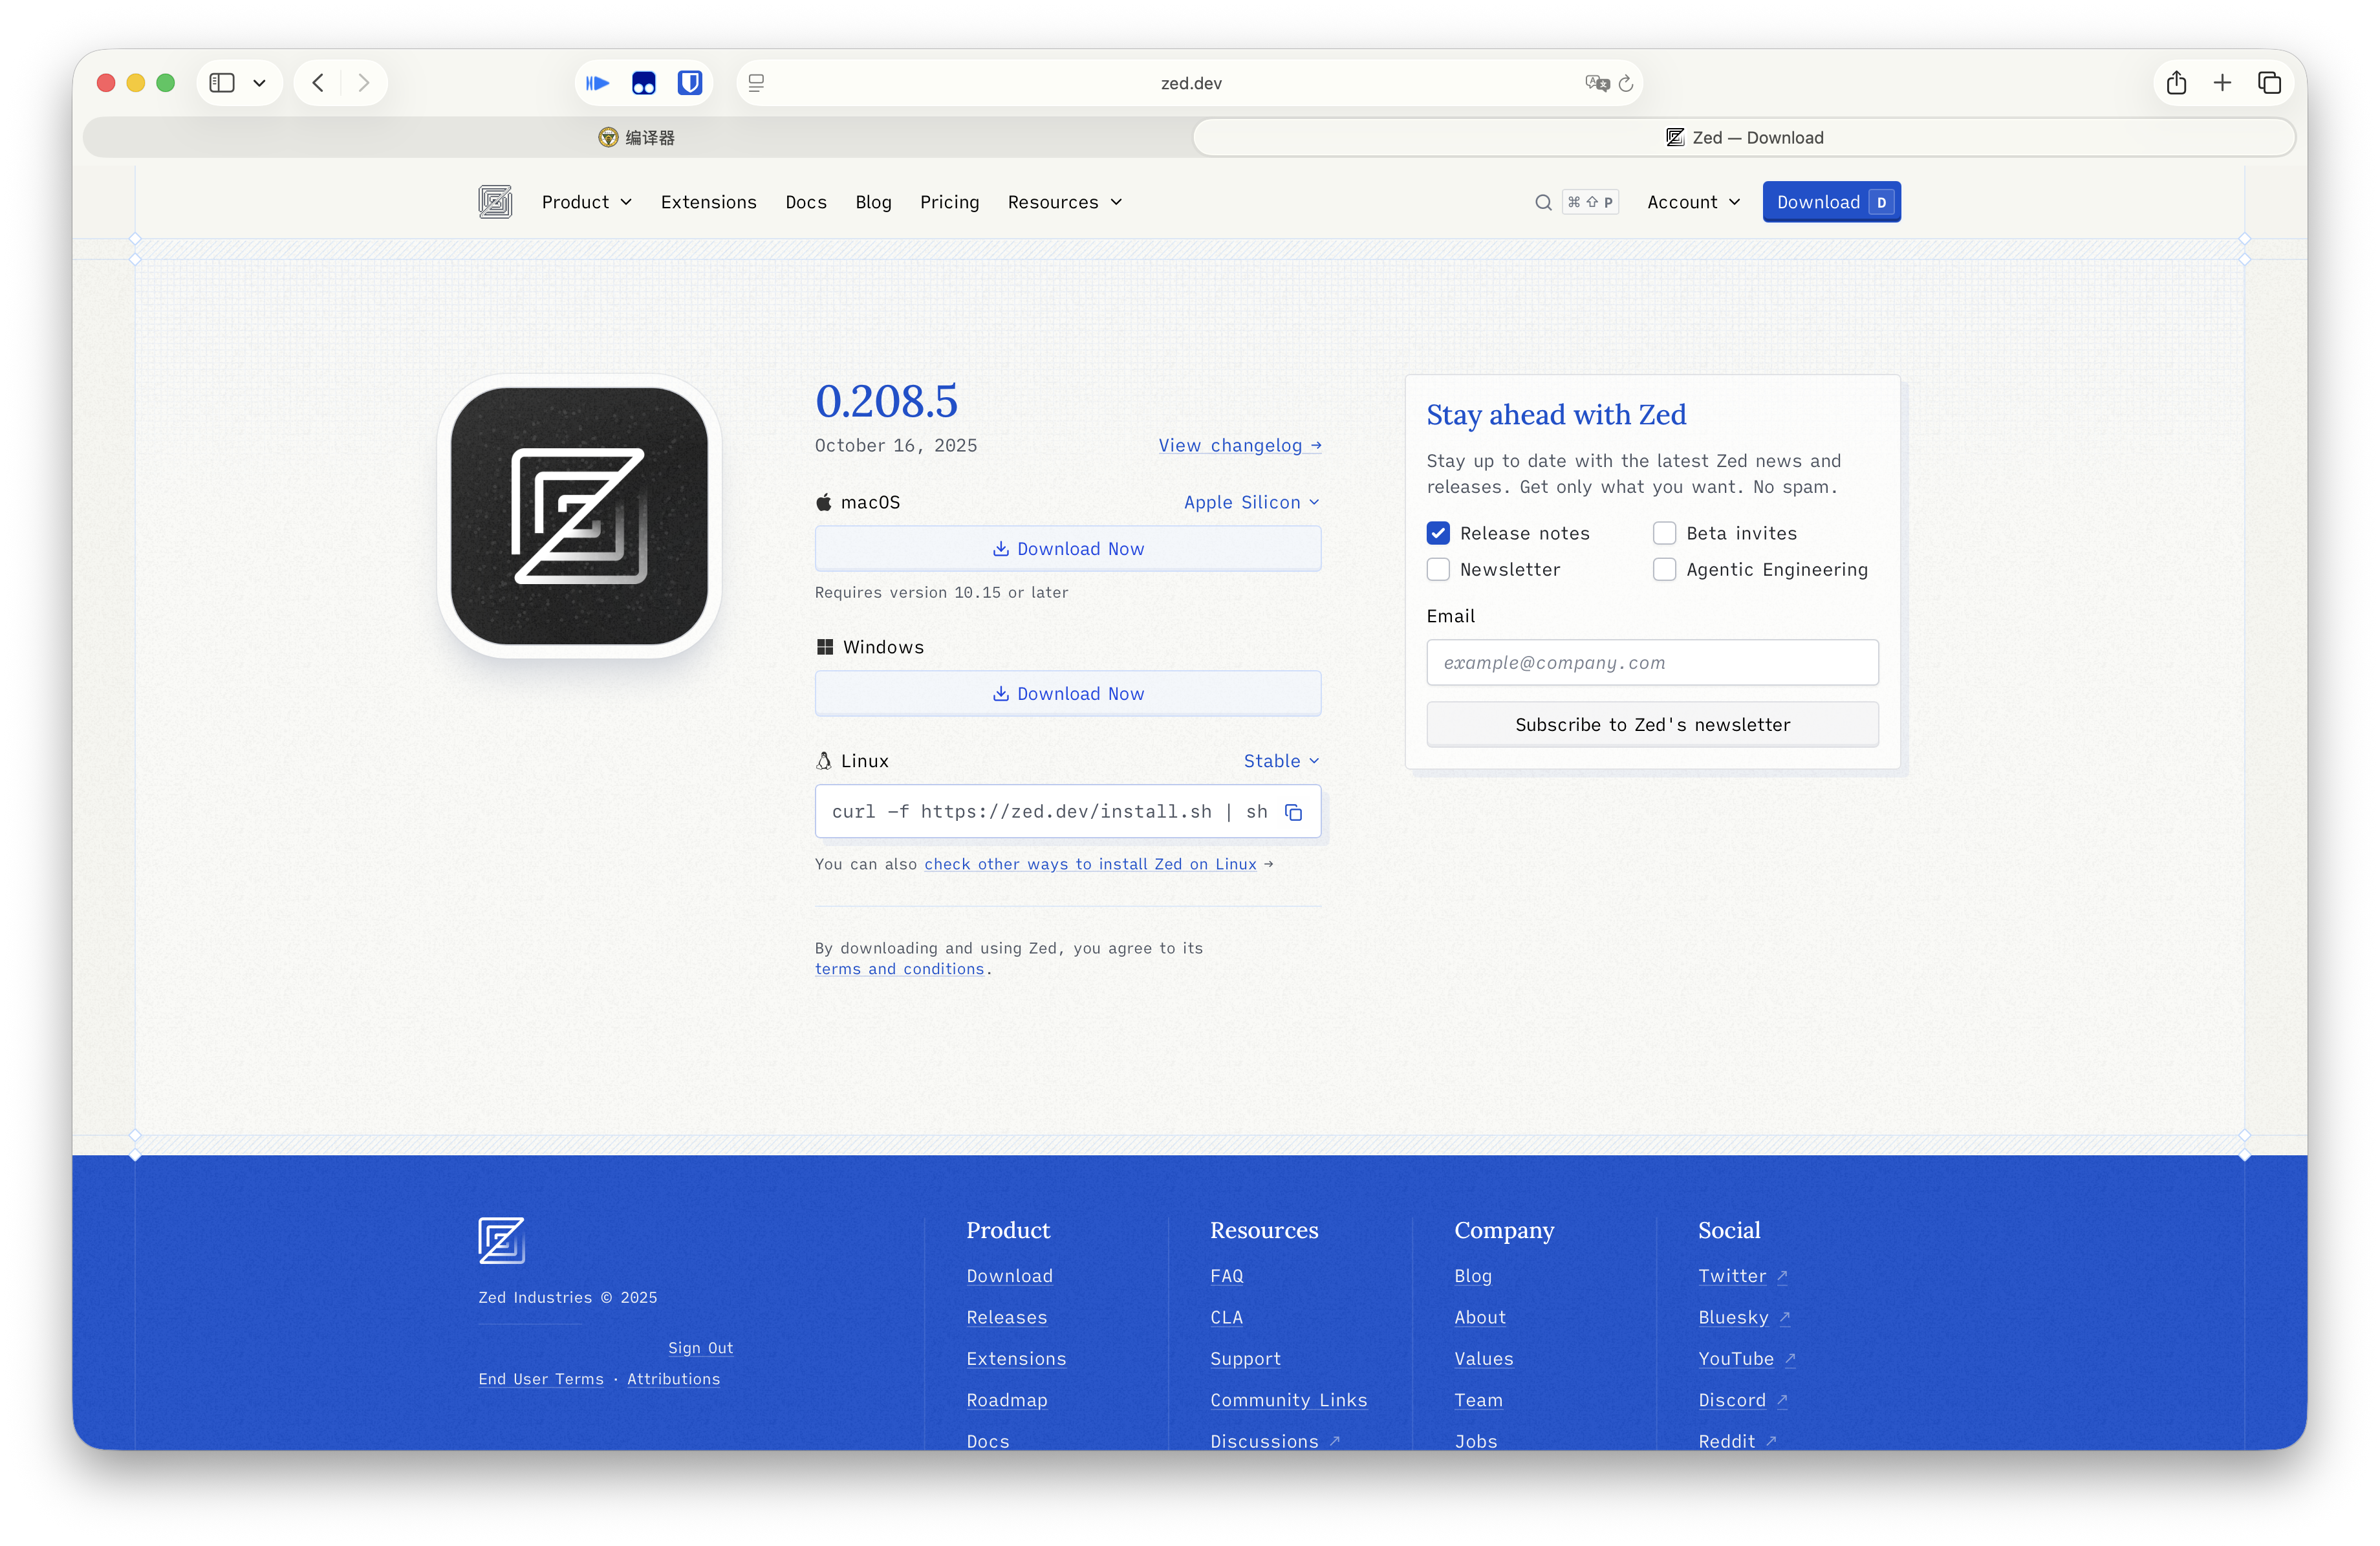 zed.dev
编译器
Zed — Download
Product
Extensions
Docs
Blog
Pricing
Resources
⌘ ⇧ P
Account
Download D
0.208.5
October 16, 2025
View changelog →
macOS
Apple Silicon
Download Now
Requires version 10.15 or later
Windows
Download Now
Linux
Stable
curl -f https://zed.dev/install.sh | sh
You can also check other ways to install Zed on Linux →
By downloading and using Zed, you agree to its
terms and conditions.
Stay ahead with Zed
Stay up to date with the latest Zed news and
releases. Get only what you want. No spam.
Release notes
Beta invites
Newsletter
Agentic Engineering
Email
example@company.com
Subscribe to Zed's newsletter
Zed Industries © 2025
Sign Out
End User Terms · Attributions
Product
Download
Releases
Extensions
Roadmap
Docs
Resources
FAQ
CLA
Support
Community Links
Discussions ↗
Company
Blog
About
Values
Team
Jobs
Social
Twitter ↗
Bluesky ↗
YouTube ↗
Discord ↗
Reddit ↗